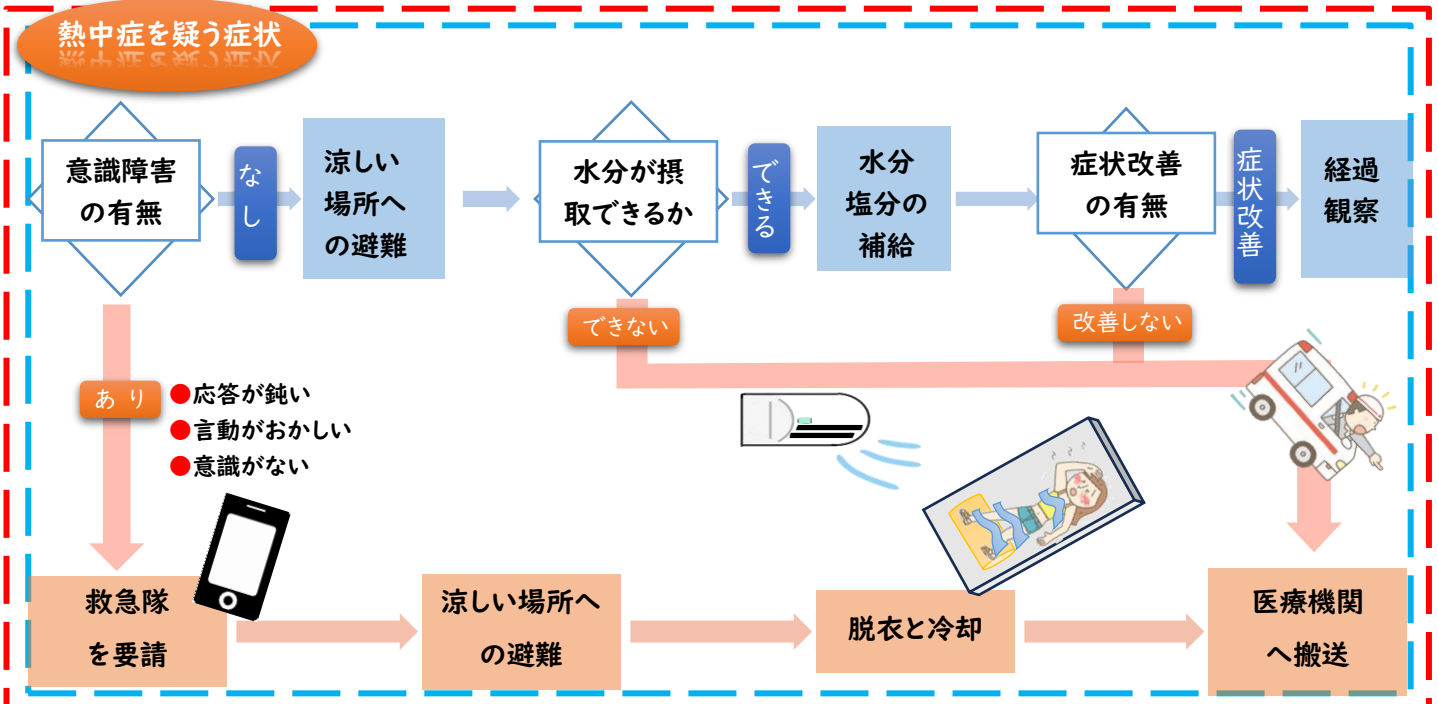 熱中症を疑う症状
意識障害
の有無
なし
涼しい
場所へ
の避難
水分が摂
取できるか
できる
水分
塩分の
補給
症状改善
の有無
症状改善
経過
観察
できない
改善しない
あり
●応答が鈍い
●言動がおかしい
●意識がない
救急隊
を要請
涼しい場所へ
の避難
脱衣と冷却
医療機関
へ搬送